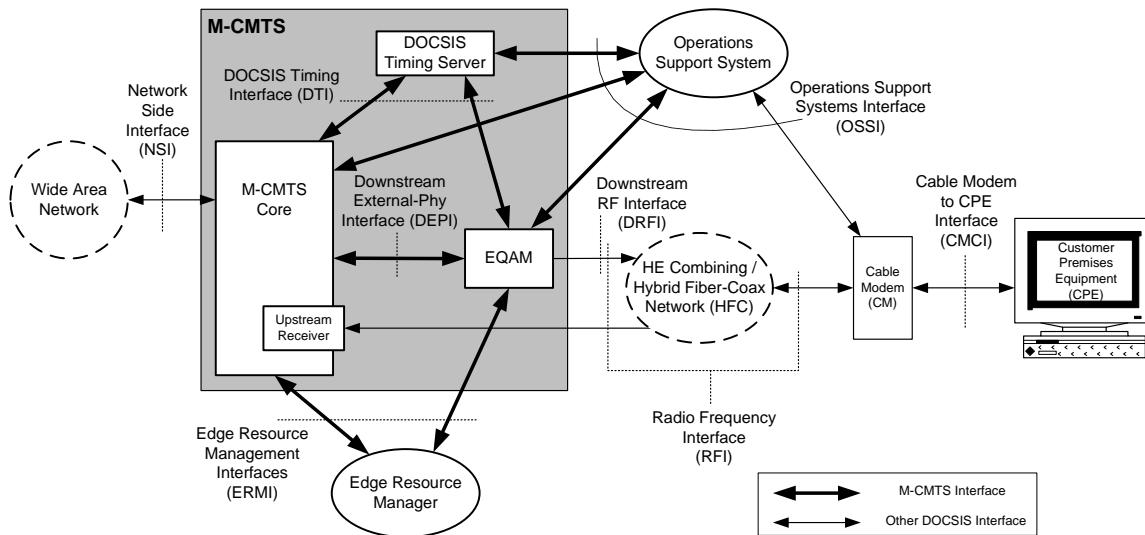 M-CMTS
DOCSIS
Timing Server
Operations
Support System
DOCSIS Timing
Interface (DTI)
Network
Side
Interface
(NSI)
Operations Support
Systems Interface
(OSSI)
Wide Area
Network
M-CMTS
Core
Downstream
External-Phy
Interface (DEPI)
EQAM
Downstream
RF Interface
(DRFI)
Cable Modem
to CPE
Interface
(CMCI)
HE Combining /
Hybrid Fiber-Coax
Network (HFC)
Cable
Modem
(CM)
Customer
Premises
Equipment
(CPE)
Upstream
Receiver
Edge Resource
Management
Interfaces
(ERMI)
Edge Resource
Manager
Radio Frequency
Interface
(RFI)
M-CMTS Interface
Other DOCSIS Interface